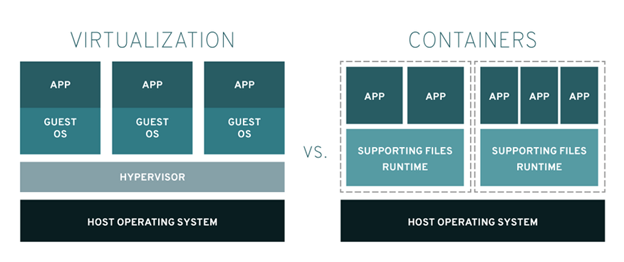 VIRTUALIZATION
APP
APP
APP
GUEST
OS
GUEST
OS
GUEST
OS
HYPERVISOR
HOST OPERATING SYSTEM
VS.
CONTAINERS
APP
APP
APP
APP
APP
SUPPORTING FILES
RUNTIME
SUPPORTING FILES
RUNTIME
HOST OPERATING SYSTEM